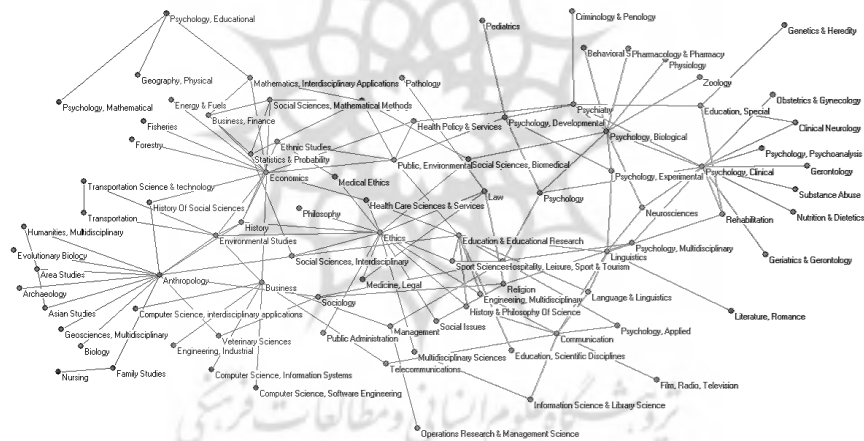 Psychology, Educational
Pediatrics
Criminology & Penology
Genetics & Heredity
Behavioral S
Pharmacology & Pharmacy
Physiology
Geography, Physical
Mathematics, Interdisciplinary Applications
Pathology
Zoology
Psychology, Mathematical
Energy & Fuels
Social Sciences, Mathematical Methods
Psychiatry
Education, Special
Obstetrics & Gynecology
Business, Finance
Fisheries
Health Policy & Services
Psychology, Developmental
Clinical Neurology
Psychology, Biological
Forestry
Ethnic Studies
Statistics & Probability
Public, Environmental
Social Sciences, Biomedical
Psychology, Psychoanalysis
Economics
Psychology, Experimental
Psychology, Clinical
Gerontology
Transportation Science & technology
Medical Ethics
Law
Psychology
Substance Abuse
History Of Social Sciences
Health Care Sciences & Services
Philosophy
Neurosciences
Rehabilitation
Nutrition & Dietetics
Transportation
History
Humanities, Multidisciplinary
Environmental Studies
Ethics
Education & Educational Research
Psychology, Multidisciplinary
Evolutionary Biology
Social Sciences, Interdisciplinary
Linguistics
Geriatics & Gerontology
Area Studies
Anthropology
Sport Sciences
Hospitality, Leisure, Sport & Tourism
Archaeology
Business
Medicine, Legal
Religion
Language & Linguistics
Asian Studies
Sociology
Engineering, Multidisciplinary
History & Philosophy Of Science
Literature, Romance
Computer Science, interdisciplinary applications
Geosciences, Multidisciplinary
Veterinary Sciences
Public Administration
Management
Social Issues
Communication
Psychology, Applied
Biology
Engineering, Industrial
Multidisciplinary Sciences
Education, Scientific Disciplines
Telecommunications
Nursing
Family Studies
Computer Science, Information Systems
Computer Science, Software Engineering
Film, Radio, Television
Information Science & Library Science
Operations Research & Management Science
پژوهشگاه علوم انسانی و مطالعات فرهنگی